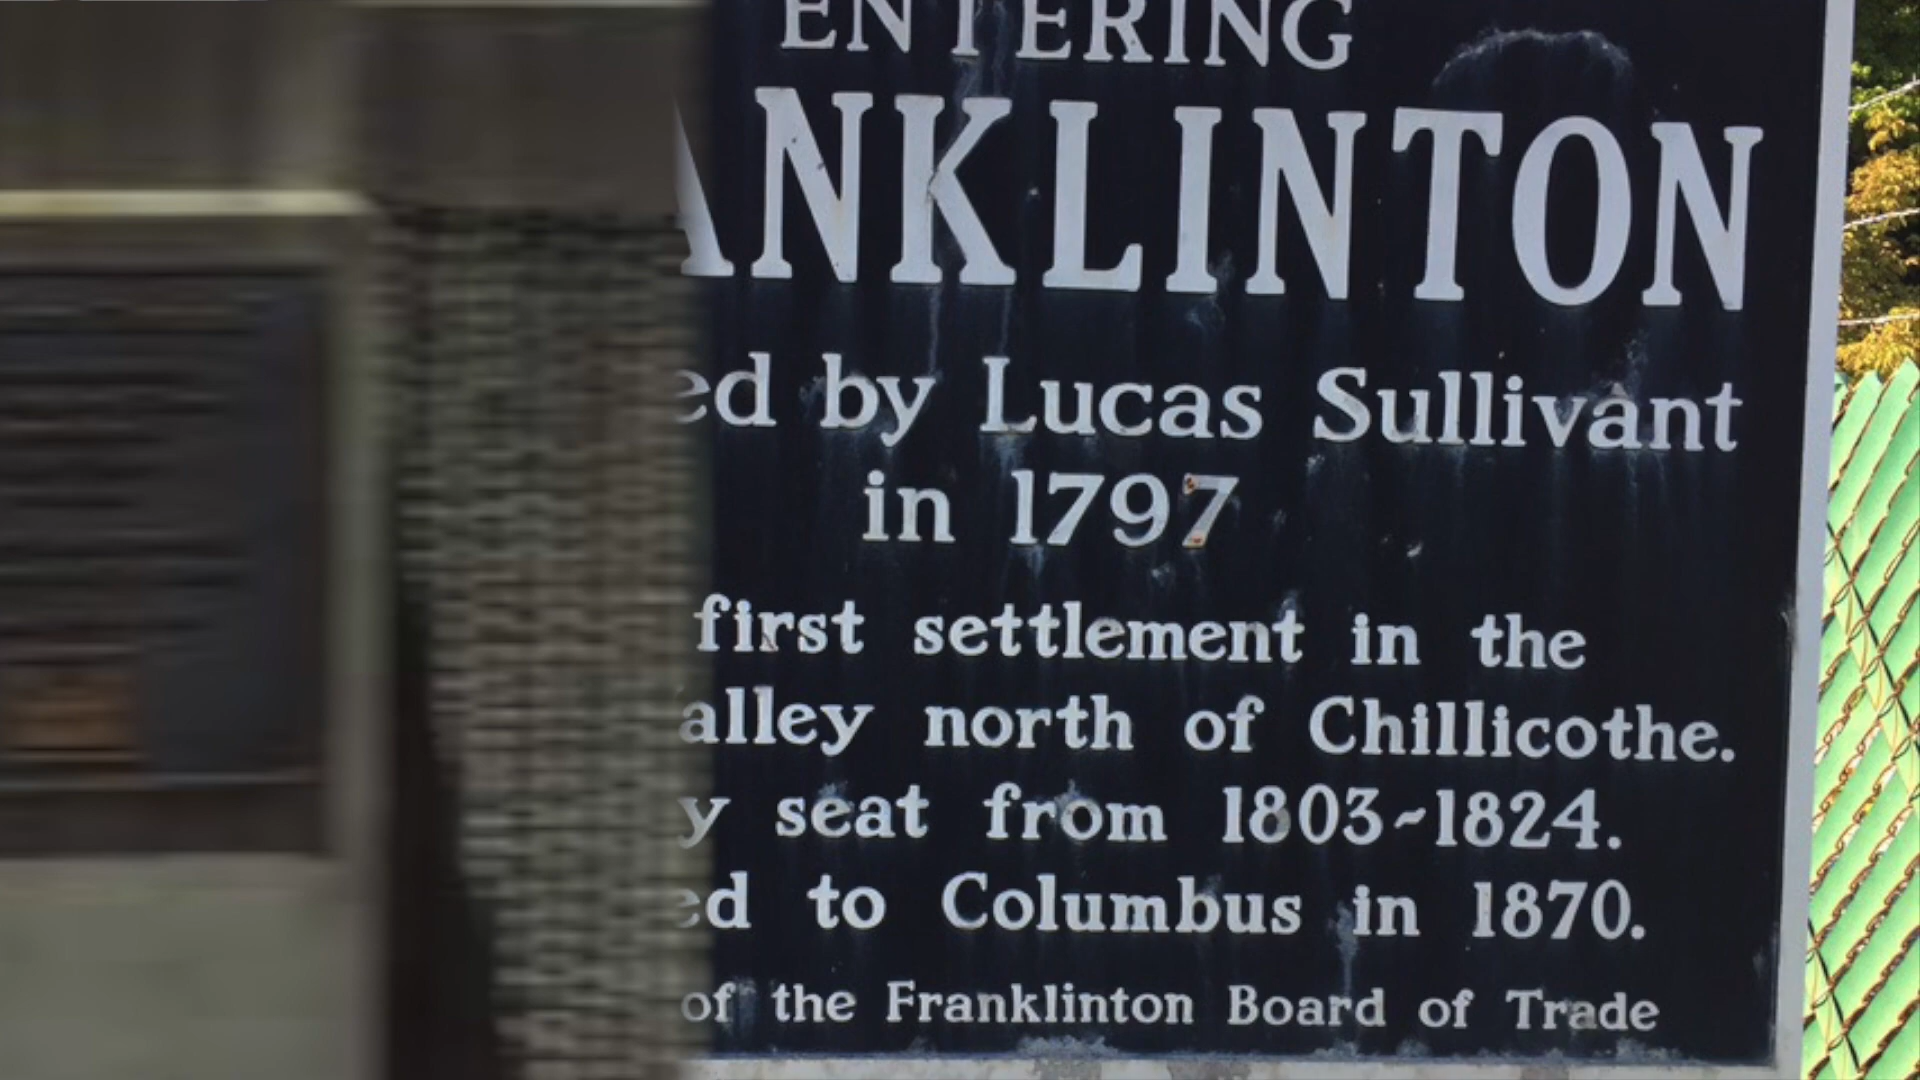 ENTERING
ANKLINTON
ed by Lucas Sullivant
in 1797
first settlement in the
alley north of Chillicothe.
y seat from 1803~1824.
ed to Columbus in 1870.
of the Franklinton Board of Trade